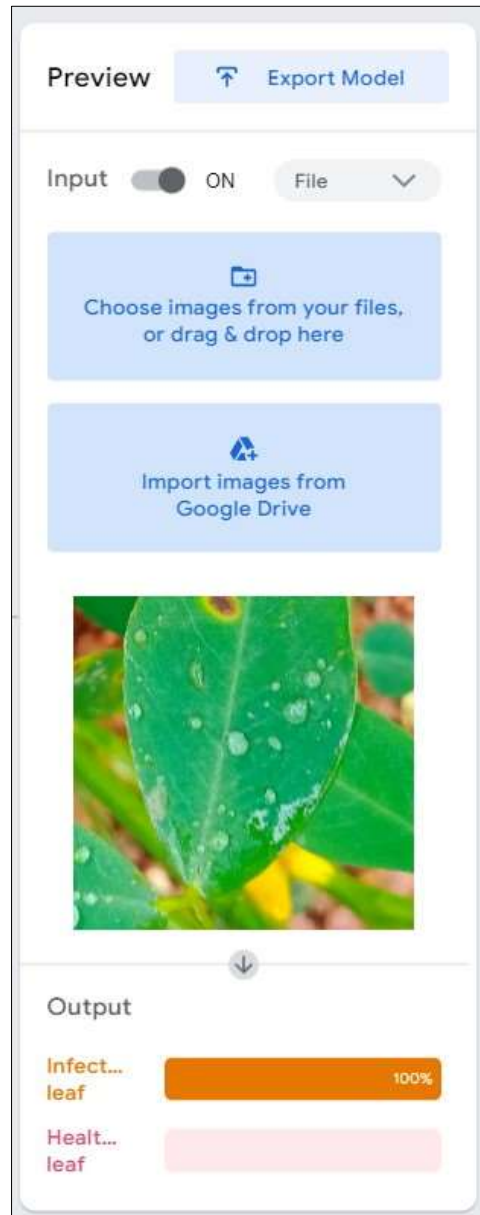 Preview
Export Model
Input
ON
File
Choose images from your files,
or drag & drop here
Import images from
Google Drive
Output
Infect...
leaf
100%
Healt...
leaf